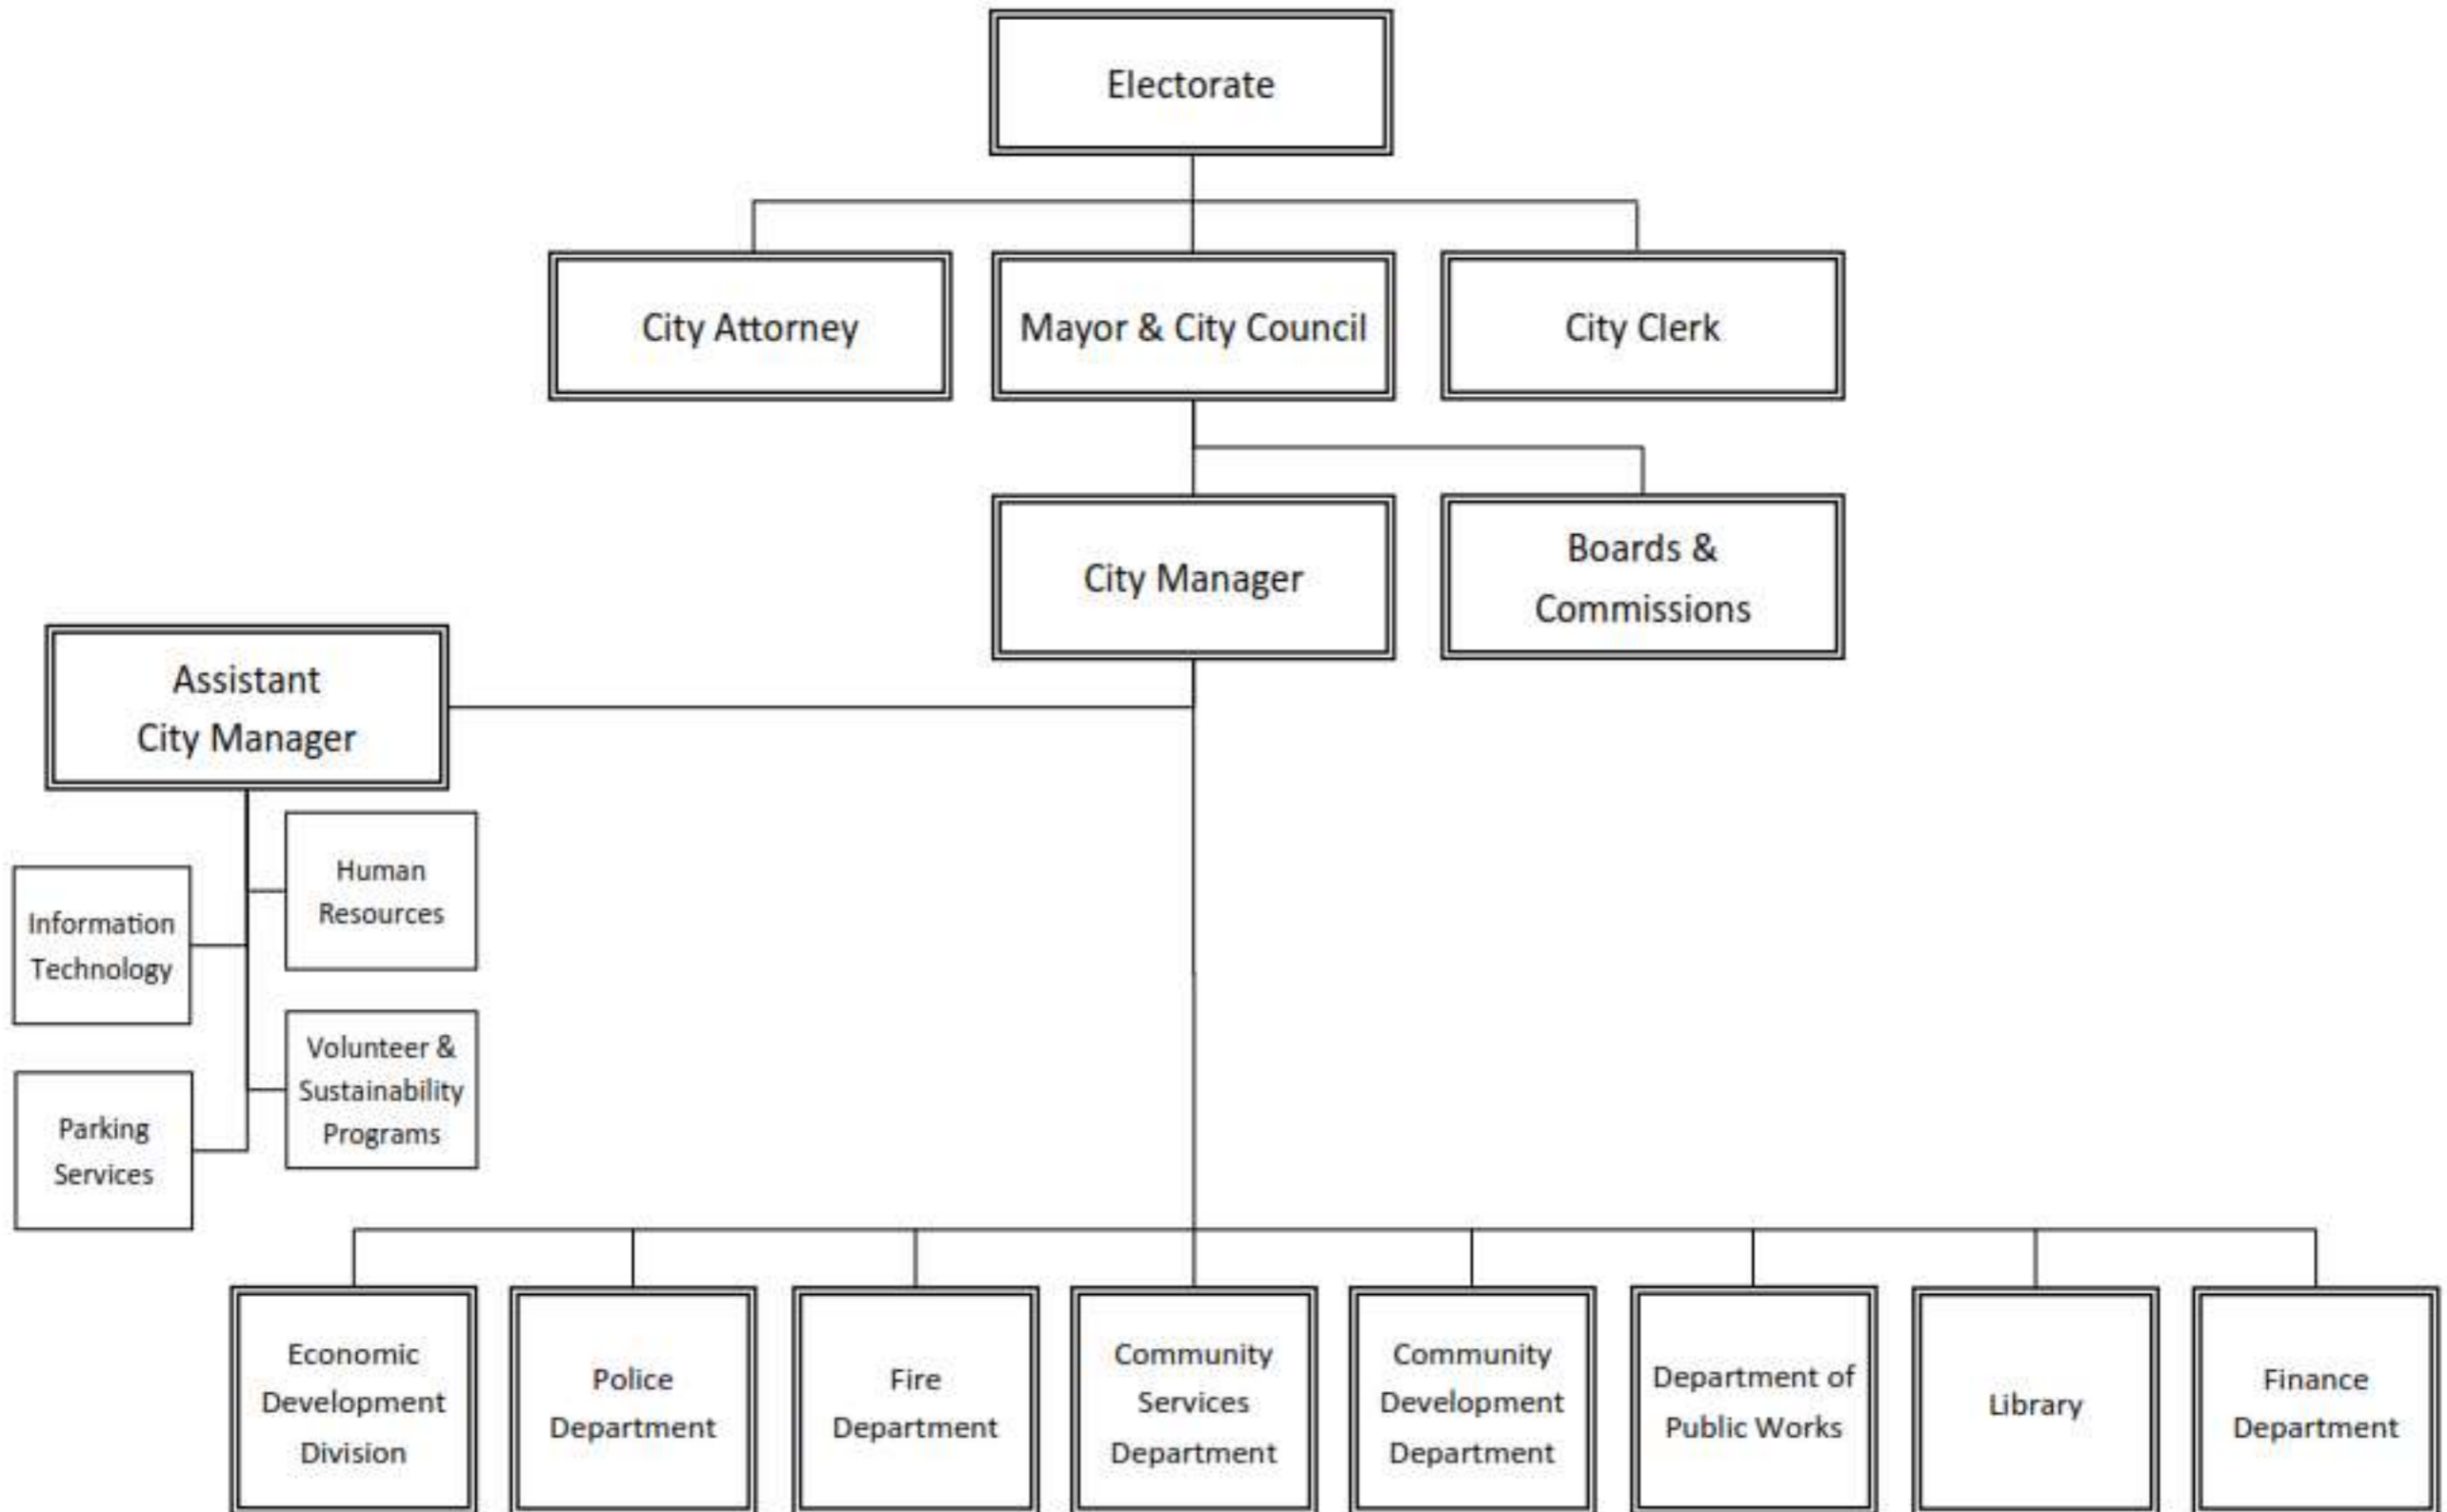 Electorate
City Attorney
Mayor & City Council
City Clerk
City Manager
Boards &
Commissions
Assistant
City Manager
Human
Resources
Information
Technology
Volunteer &
Sustainability
Programs
Parking
Services
Economic
Development
Division
Police
Department
Fire
Department
Community
Services
Department
Community
Development
Department
Department of
Public Works
Library
Finance
Department